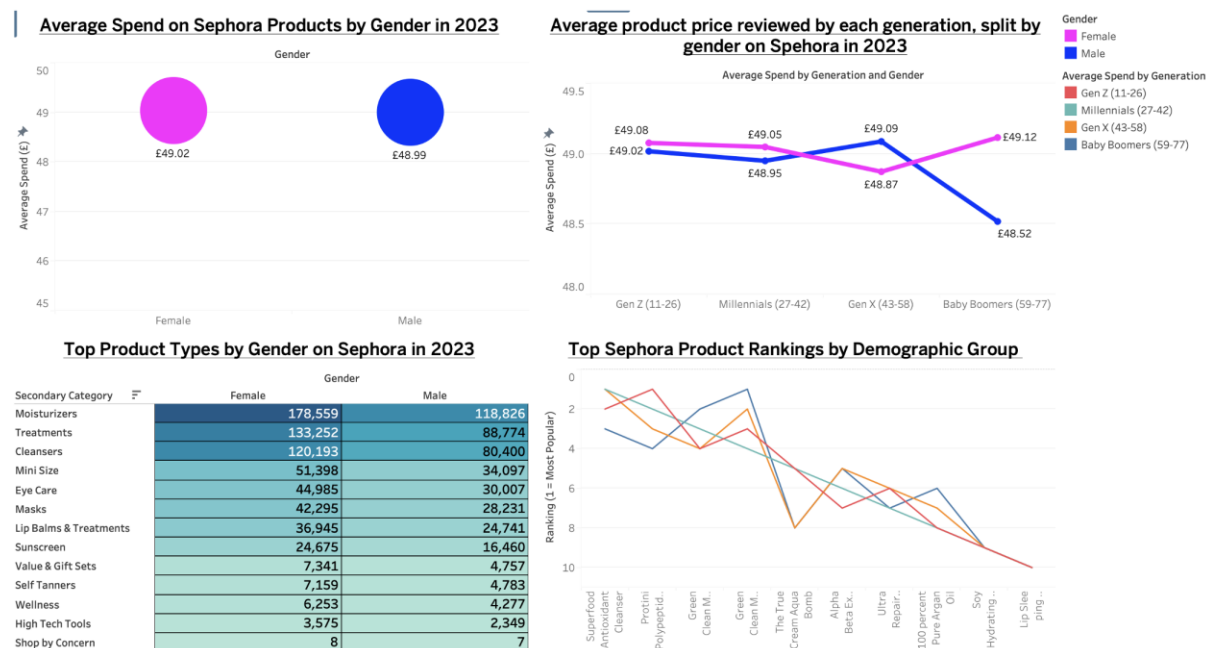 Average Spend on Sephora Products by Gender in 2023
Gender
50
49
48
47
46
45
Average Spend (£)
£49.02
£48.99
Female
Male
Average product price reviewed by each generation, split by
gender on Spehora in 2023
Average Spend by Generation and Gender
49.5
49.0
48.5
48.0
Average Spend (£)
£49.08
£49.02
£49.05
£48.95
£49.09
£48.87
£49.12
£48.52
Gen Z (11-26)
Millennials (27-42)
Gen X (43-58)
Baby Boomers (59-77)
Gender
Female
Male
Average Spend by Generation
Gen Z (11-26)
Millennials (27-42)
Gen X (43-58)
Baby Boomers (59-77)
Top Product Types by Gender on Sephora in 2023
Gender
Secondary Category Female Male
Moisturizers 178,559 118,826
Treatments 133,252 88,774
Cleansers 120,193 80,400
Mini Size 51,398 34,097
Eye Care 44,985 30,007
Masks 42,295 28,231
Lip Balms & Treatments 36,945 24,741
Sunscreen 24,675 16,460
Value & Gift Sets 7,341 4,757
Self Tanners 7,159 4,783
Wellness 6,253 4,277
High Tech Tools 3,575 2,349
Shop by Concern 8 7
Top Sephora Product Rankings by Demographic Group
0
2
4
6
8
10
Ranking (1 = Most Popular)
Superfood
Antioxidant
Cleanser
Protini
Polypeptid..
Green
Clean M..
Green
Clean M..
The True
Cream Aqua
Bomb
Alpha
Beta Ex..
Ultra
Repair..
100 percent
Pure Argan
Oil
Soy
Hydrating ..
Lip Slee
ping ..